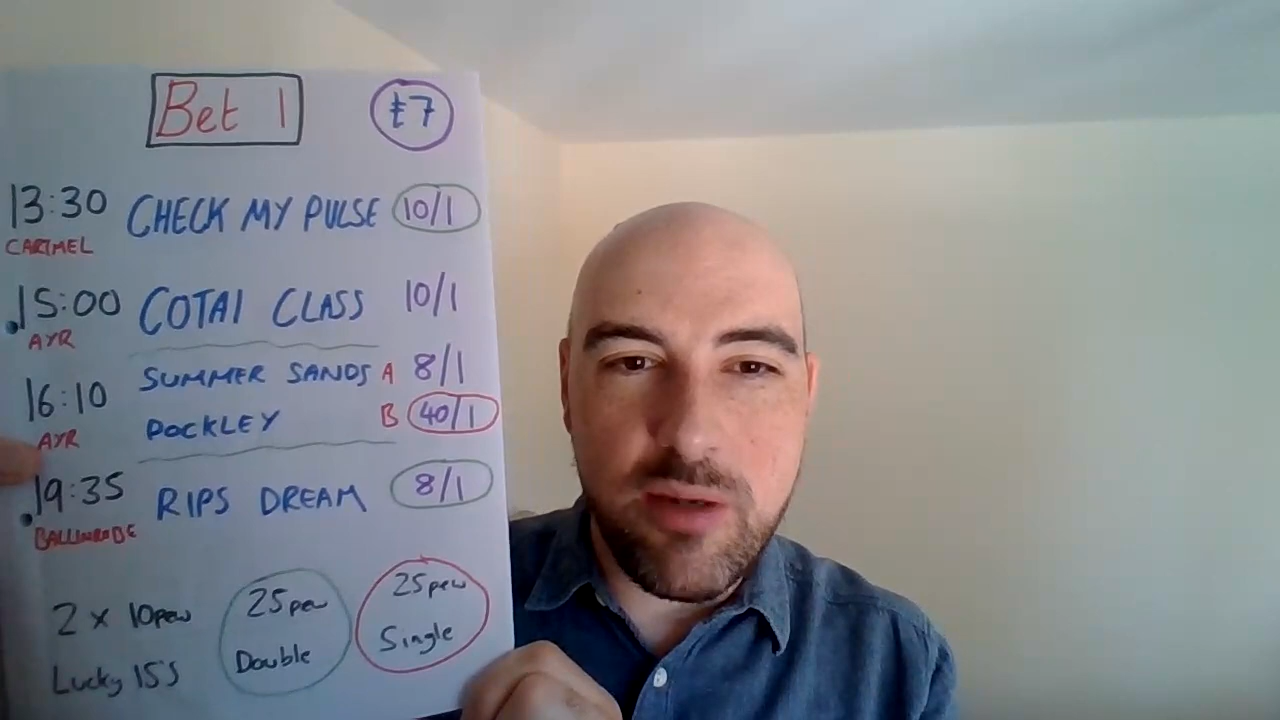 Bet 1 £7
13:30 CHECK MY PULSE 10/1
CARTMEL
15:00 COTAI CLASS 10/1
AYR
SUMMER SANDS A 8/1
16:10
POCKLEY B 40/1
AYR
19:35 RIPS DREAM 8/1
BALLINROBE
2 x 10pew 25pew 25pew
Lucky 15's Double Single